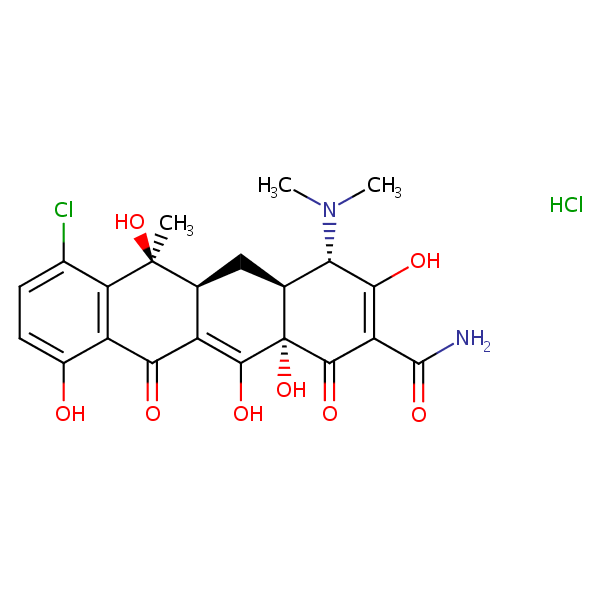 H₃C CH₃
N
HCl
Cl
HO CH₃
OH
NH₂
OH O OH OH O O